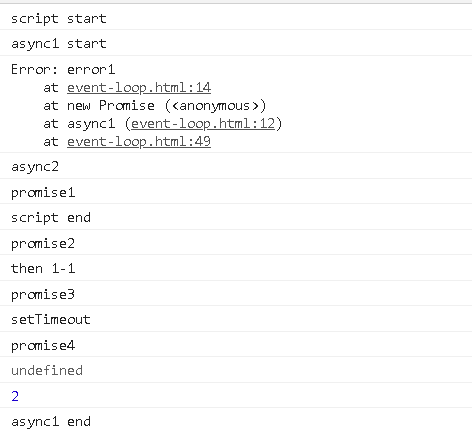 script start
async1 start
Error: error1
at event-loop.html:14
at new Promise (<anonymous>)
at async1 (event-loop.html:12)
at event-loop.html:49
async2
promise1
script end
promise2
then 1-1
promise3
setTimeout
promise4
undefined
2
async1 end